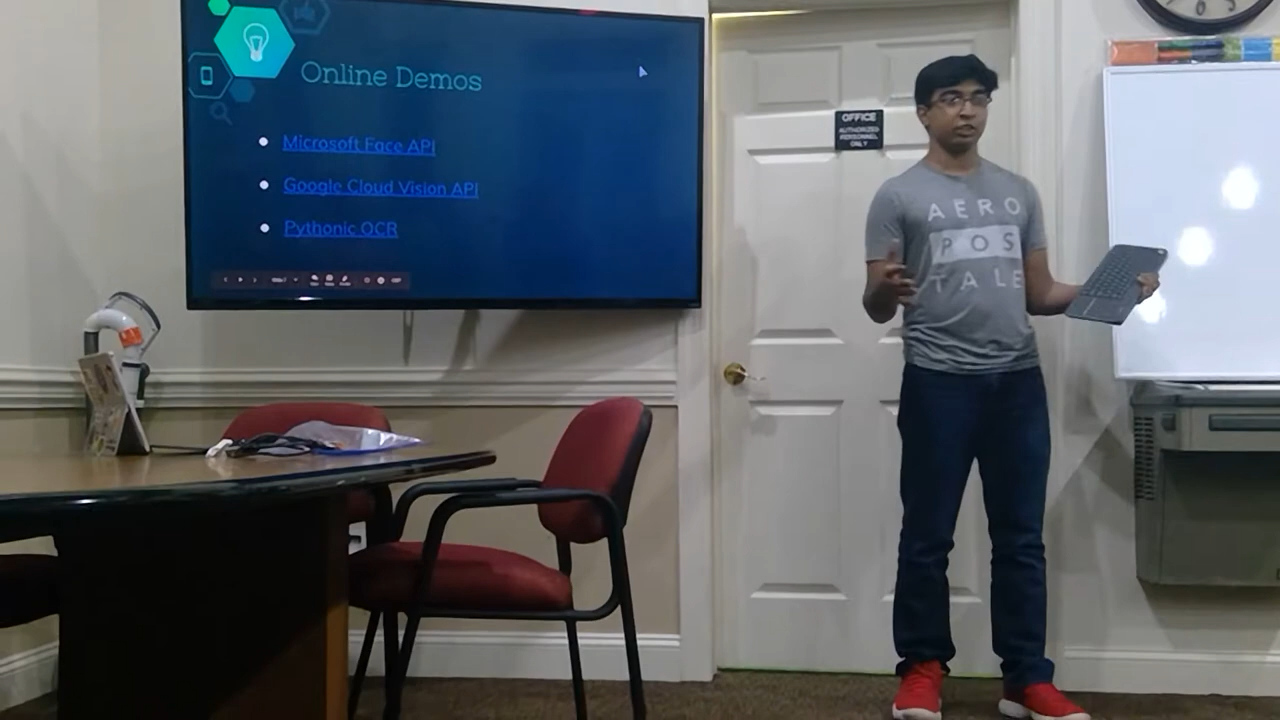 Online Demos
Microsoft Face API
Google Cloud Vision API
Pythonic OCR
OFFICE
AUTHORIZED
PERSONNEL
ONLY
AERO
POS
TALE